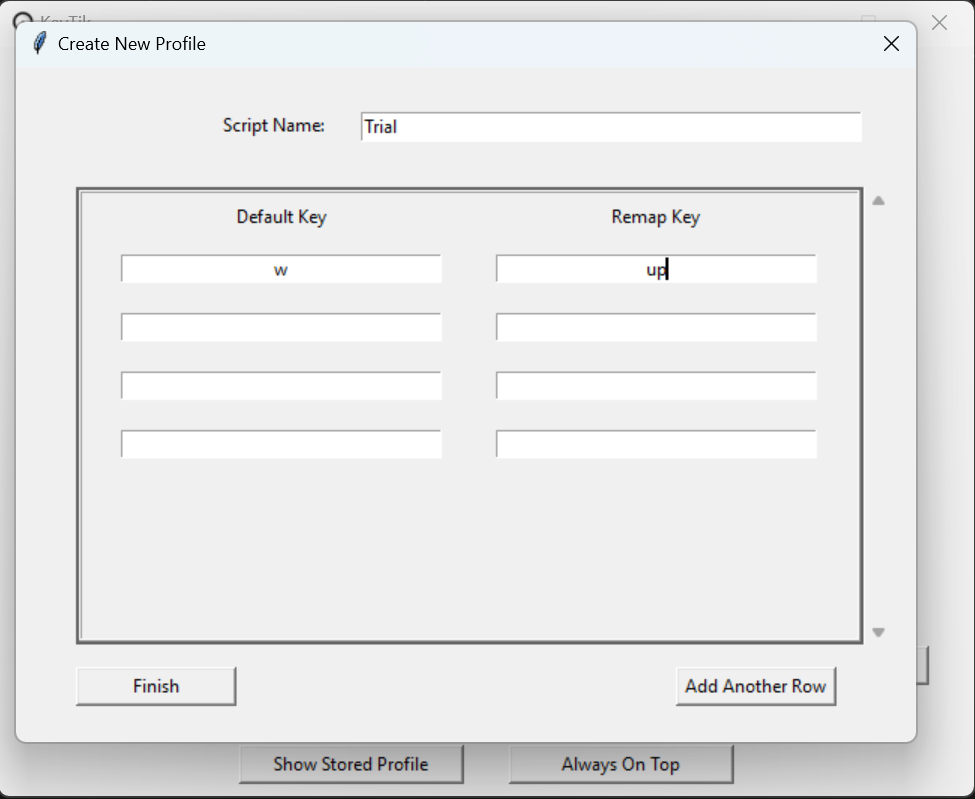 KeyTik
Create New Profile
Script Name: Trial
Default Key Remap Key
w up
Finish Add Another Row
Show Stored Profile Always On Top